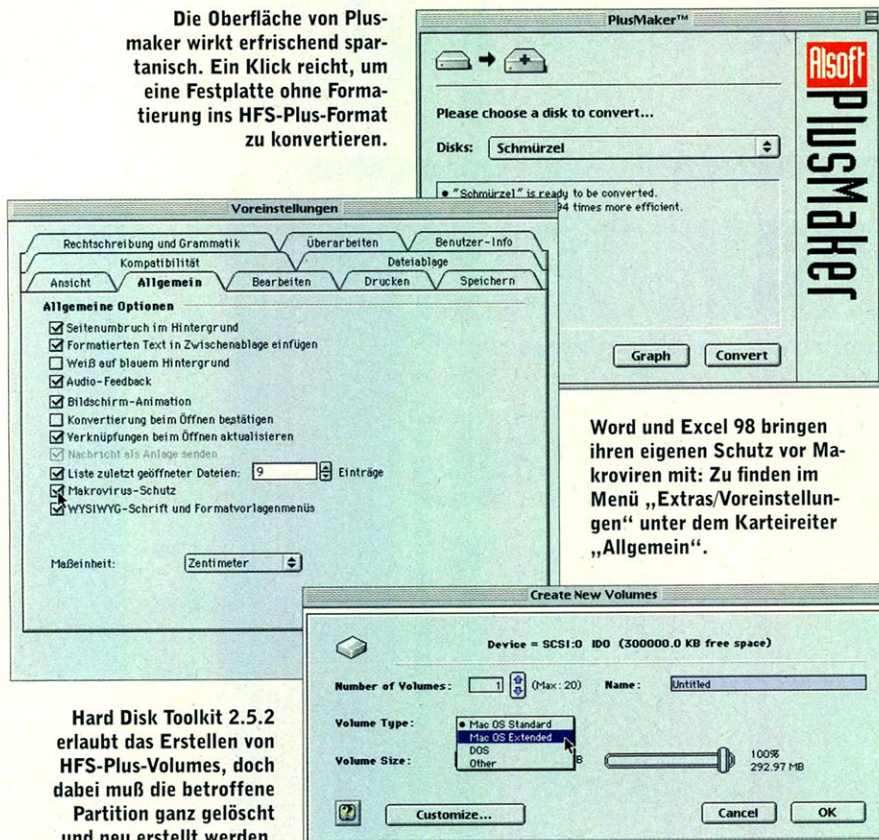 Die Oberfläche von Plus-
maker wirkt erfrischend spar-
tanisch. Ein Klick reicht, um
eine Festplatte ohne Forma-
tierung ins HFS-Plus-Format
zu konvertieren.
PlusMaker™
Please choose a disk to convert...
Disks: Schmürzel
• "Schmürzel" is ready to be converted.
94 times more efficient.
Graph Convert
Alsoft
PlusMaker
Voreinstellungen
Rechtschreibung und Grammatik Überarbeiten Benutzer-Info
Kompatibilität Dateiablage
Ansicht Allgemein Bearbeiten Drucken Speichern
Allgemeine Optionen
Seitenumbruch im Hintergrund
Formatierten Text in Zwischenablage einfügen
Weiß auf blauem Hintergrund
Audio-Feedback
Bildschirm-Animation
Konvertierung beim Öffnen bestätigen
Verknüpfungen beim Öffnen aktualisieren
Nachricht als Anlage senden
Liste zuletzt geöffneter Dateien: 9 Einträge
Makrovirus-Schutz
WYSIWYG-Schrift und Formatvorlagenmenüs
Maßeinheit: Zentimeter
Word und Excel 98 bringen
ihren eigenen Schutz vor Ma-
kroviren mit: Zu finden im
Menü „Extras/Voreinstellun-
gen“ unter dem Karteireiter
„Allgemein“.
Create New Volumes
Device = SCSI:0 ID0 (300000.0 KB free space)
Number of Volumes: 1 (Max: 20) Name: Untitled
Volume Type: • Mac OS Standard
Mac OS Extended
DOS
Other
Volume Size: B 100%
292.97 MB
? Customize... Cancel OK
Hard Disk Toolkit 2.5.2
erlaubt das Erstellen von
HFS-Plus-Volumes, doch
dabei muß die betroffene
Partition ganz gelöscht
und neu erstellt werden.